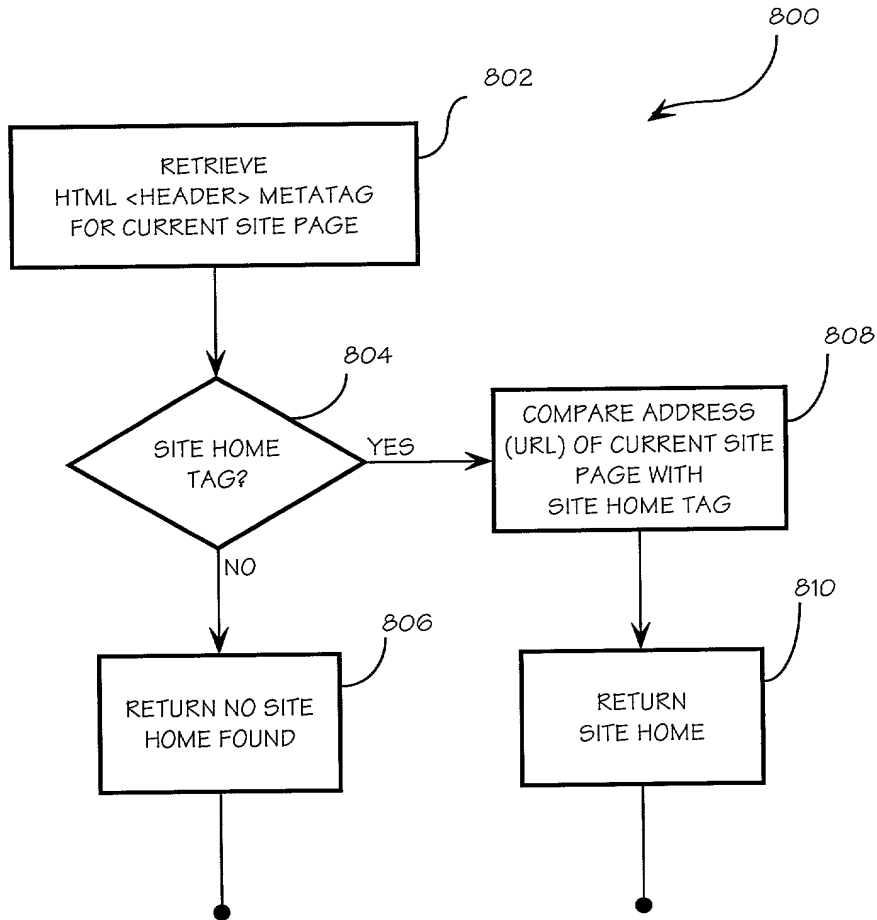 800
802
RETRIEVE
HTML <HEADER> METATAG
FOR CURRENT SITE PAGE
804
SITE HOME
TAG?
YES
NO
808
COMPARE ADDRESS
(URL) OF CURRENT SITE
PAGE WITH
SITE HOME TAG
806
RETURN NO SITE
HOME FOUND
810
RETURN
SITE HOME